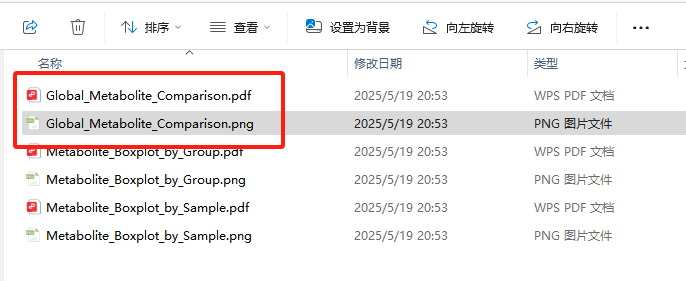 排序 查看 设置为背景 向左旋转 向右旋转 ...
名称 修改日期 类型
Global_Metabolite_Comparison.pdf 2025/5/19 20:53 WPS PDF 文档
Global_Metabolite_Comparison.png 2025/5/19 20:53 PNG 图片文件
Metabolite_Boxplot_by_Group.pdf 2025/5/19 20:53 WPS PDF 文档
Metabolite_Boxplot_by_Group.png 2025/5/19 20:53 PNG 图片文件
Metabolite_Boxplot_by_Sample.pdf 2025/5/19 20:53 WPS PDF 文档
Metabolite_Boxplot_by_Sample.png 2025/5/19 20:53 PNG 图片文件